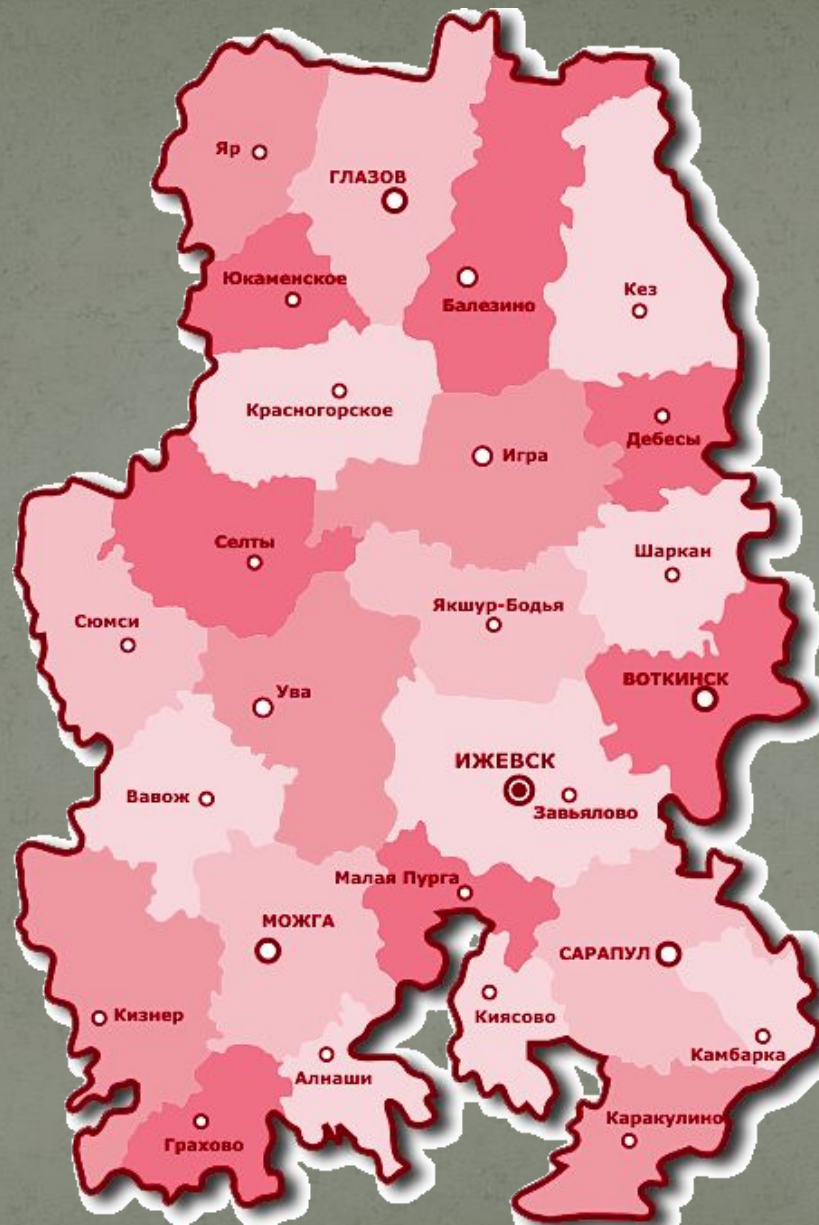 Яр
ГЛАЗОВ
Юкаменское
Балезино
Кез
Красногорское
Дебесы
Игра
Селты
Шаркан
Якшур-Бодья
Сюмси
Ува
ВОТКИНСК
ИЖЕВСК
Вавож
Завьялово
Малая Пурга
МОЖГА
САРАПУЛ
Кизнер
Киясово
Камбарка
Алнаши
Каракулино
Грахово